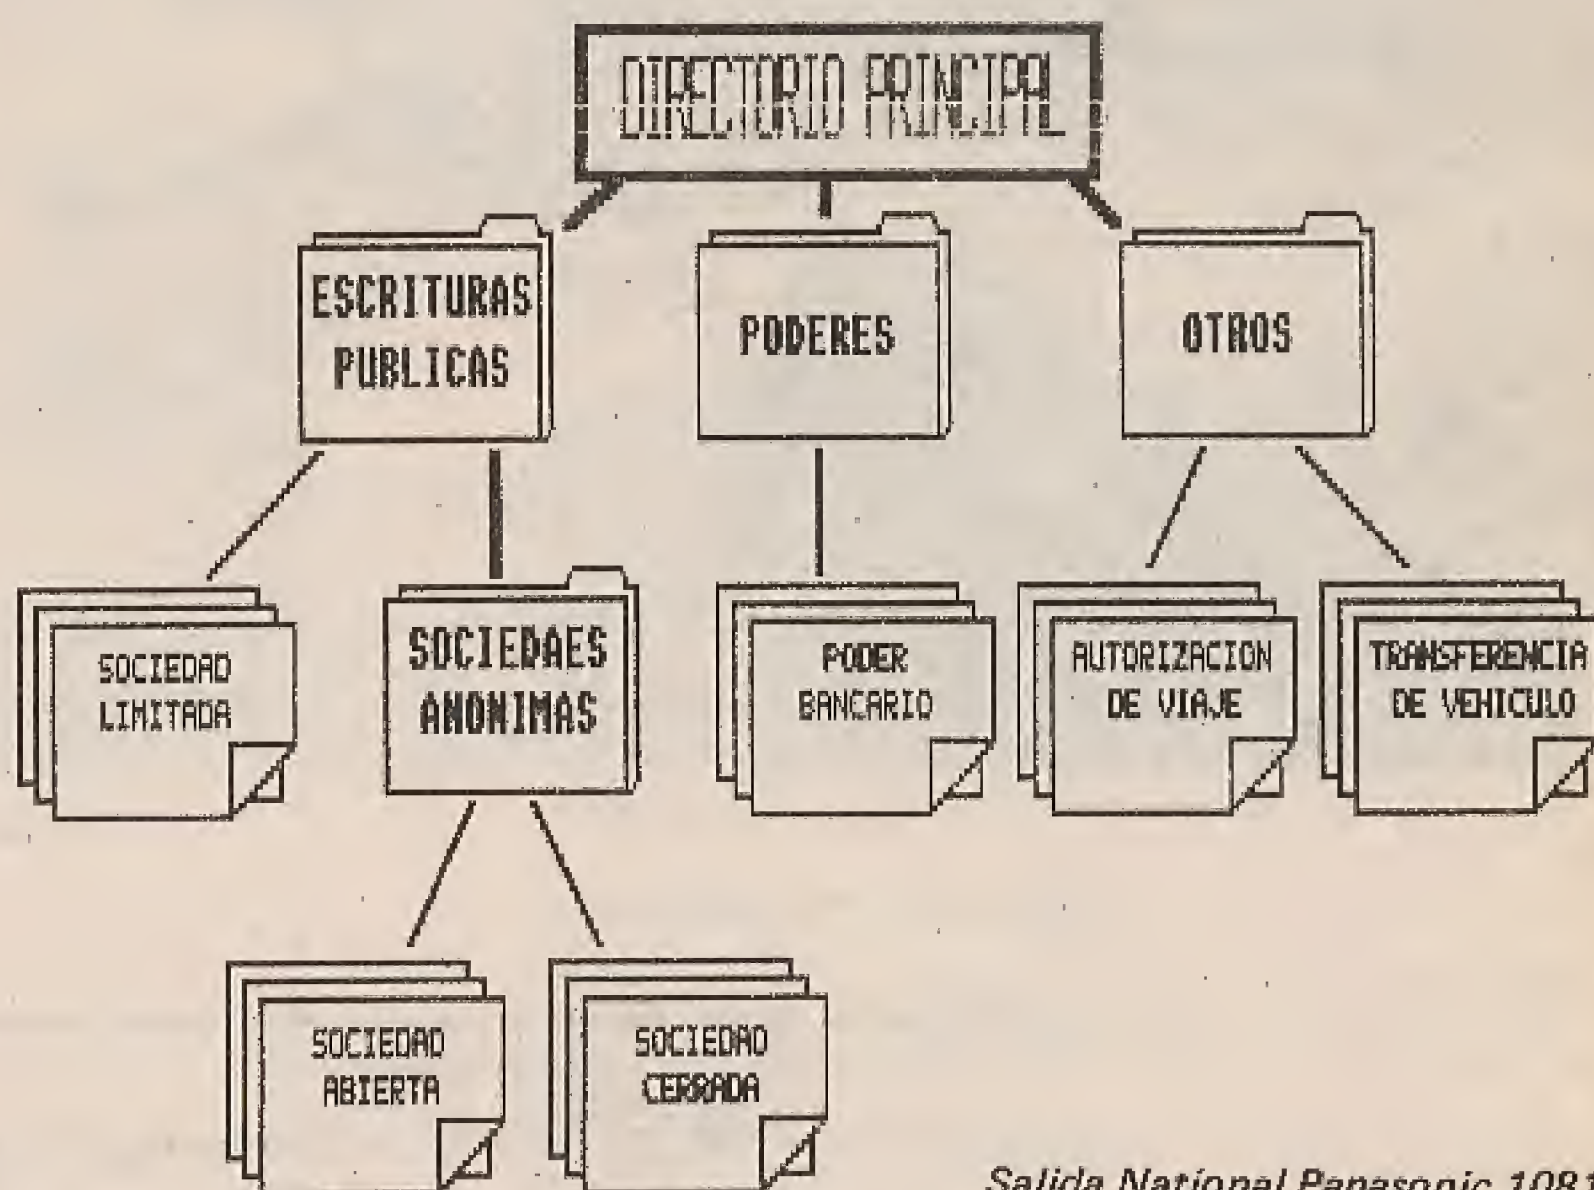 DIRECTORIO PRINCIPAL
ESCRITURAS
PUBLICAS
PODERES
OTROS
SOCIEDAD
LIMITADA
SOCIEDAES
ANONIMAS
PODER
BANCARIO
AUTORIZACION
DE VIAJE
TRANSFERENCIA
DE VEHICULO
SOCIEDAD
ABIERTA
SOCIEDAD
CERRADA
Salida National Panasonic 1081